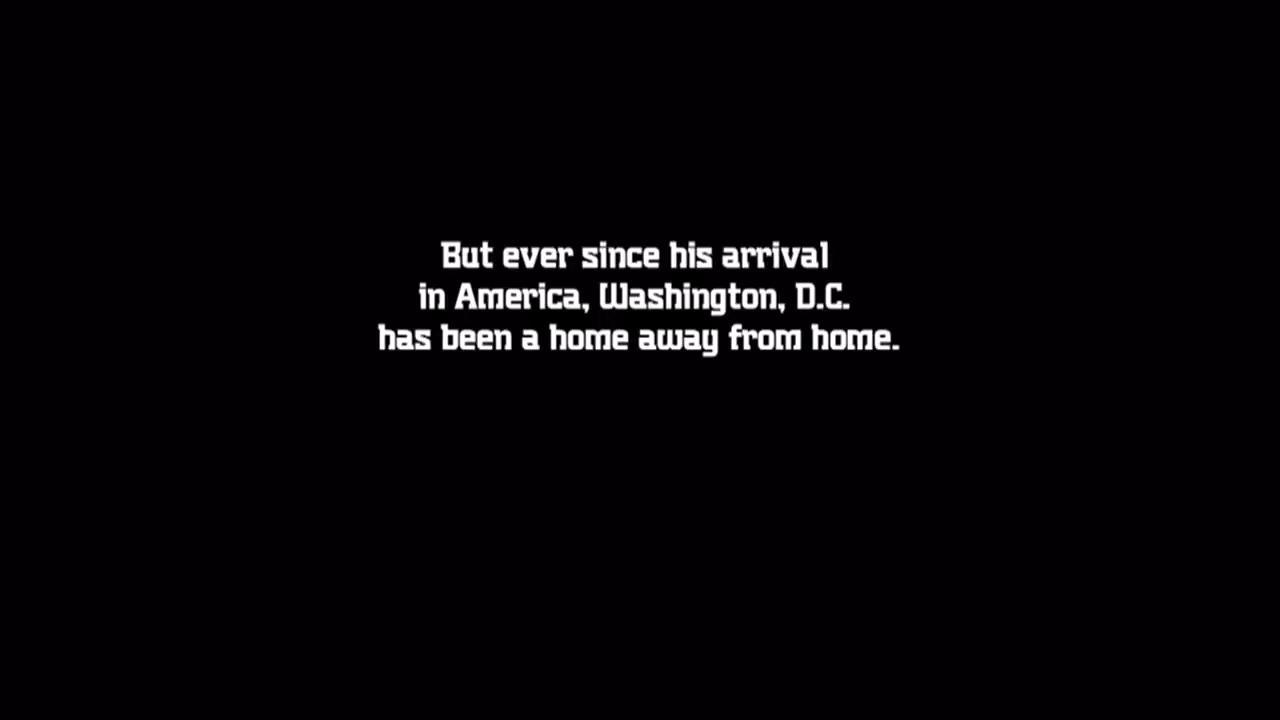 But ever since his arrival
in America, Washington, D.C.
has been a home away from home.